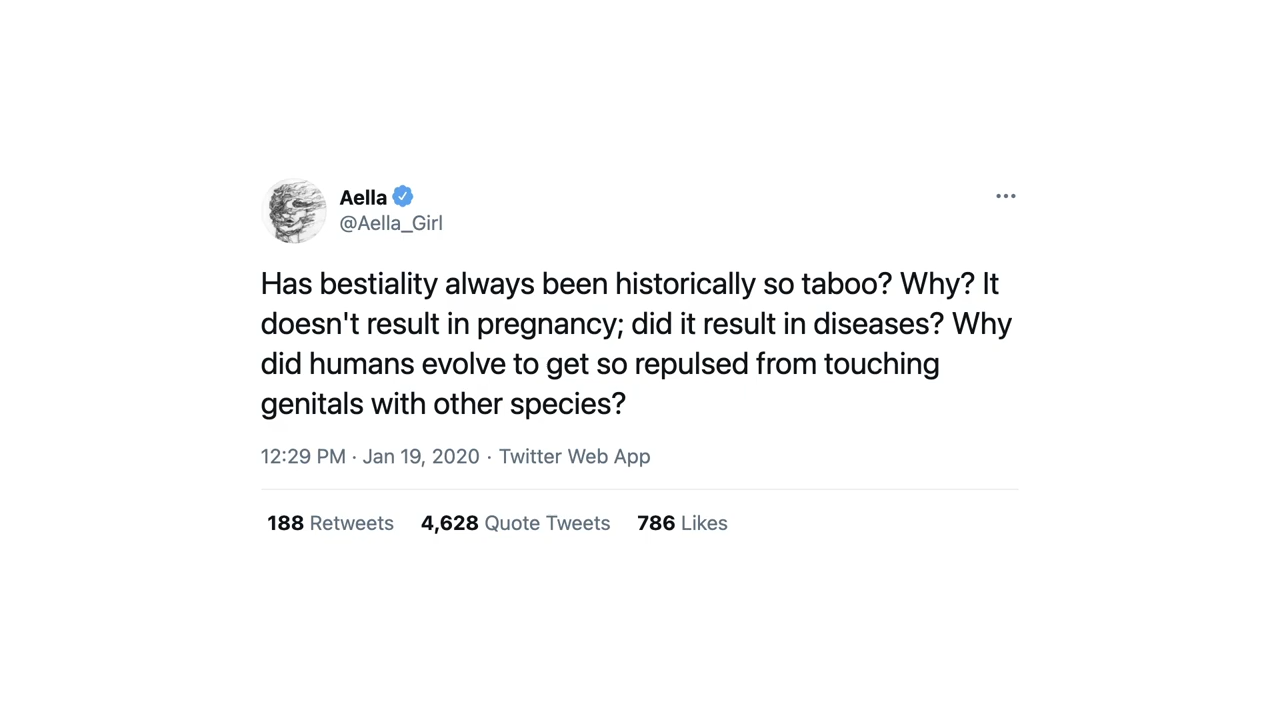 Aella
@Aella_Girl
Has bestiality always been historically so taboo? Why? It
doesn't result in pregnancy; did it result in diseases? Why
did humans evolve to get so repulsed from touching
genitals with other species?
12:29 PM · Jan 19, 2020 · Twitter Web App
188 Retweets 4,628 Quote Tweets 786 Likes